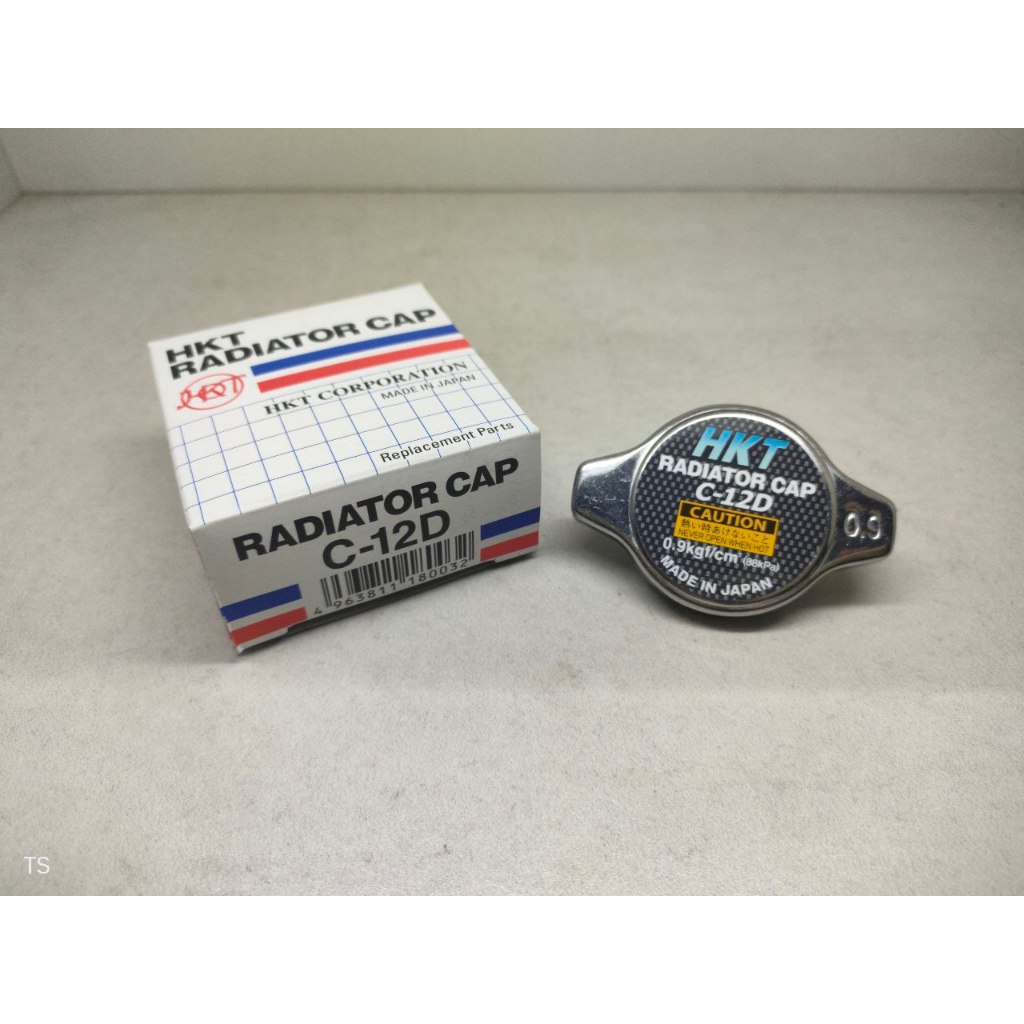 HKT
RADIATOR CAP
HKT
HKT CORPORATION
MADE IN JAPAN
Replacement Parts
RADIATOR CAP
C-12D
4 963811 180032
HKT
RADIATOR CAP
C-12D
CAUTION
熱い時あけないこと
NEVER OPEN WHEN HOT
0.9kgf/cm² (88kPa)
MADE IN JAPAN
0.9
TS